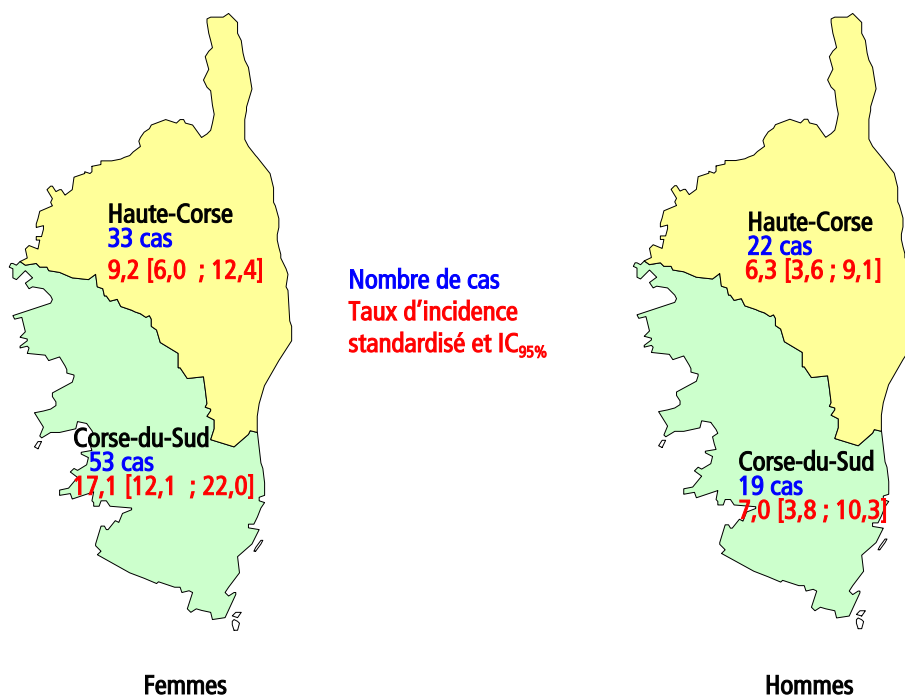 Haute-Corse
33 cas
9,2 [6,0 ; 12,4]
Corse-du-Sud
53 cas
17,1 [12,1 ; 22,0]
Femmes
Nombre de cas
Taux d'incidence
standardisé et IC95%
Haute-Corse
22 cas
6,3 [3,6 ; 9,1]
Corse-du-Sud
19 cas
7,0 [3,8 ; 10,3]
Hommes